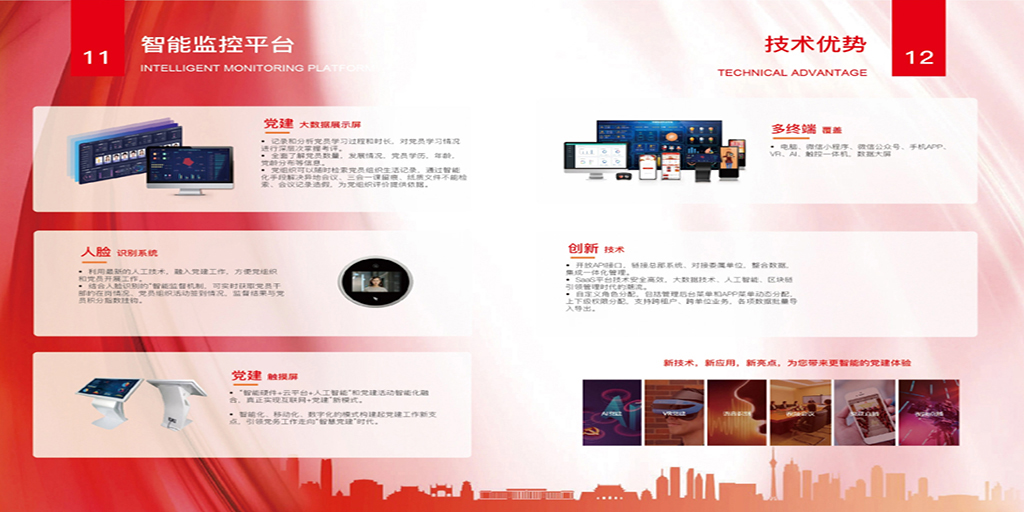 11
智能监控平台
INTELLIGENT MONITORING PLATFORM
党建 大数据展示屏
• 记录和分析党员学习过程和时长，对党员学习情况
进行深层次掌握考评。
• 全面了解党员数量，发展情况，党员学历、年龄、
党龄分布等信息。
• 党组织可以随时检索党员组织生活记录，通过智能
化手段解决异地会议、三会一课留痕、纸质文件不能检
索、会议记录造假，为党组织评价提供依据。
人脸 识别系统
• 利用最新的人工技术，融入党建工作，方便党组织
和党员开展工作。
• 结合人脸识别的“智能监督机制，可实时获取党员干
部的在岗情况、党员组织活动签到情况，监督结果与党
员积分指数挂钩。
党建 触摸屏
• “智能硬件+云平台+人工智能”和党建活动智能化融
合，真正实现互联网+党建”新模式。
• 智能化、移动化、数字化的模式构建起党建工作新支
点，引领党务工作走向“智慧党建”时代。
技术优势
12
TECHNICAL ADVANTAGE
多终端 覆盖
• 电脑、微信小程序、微信公众号、手机APP、
VR、AI、触控一体机、数据大屏
创新 技术
• 开放API接口，链接总部系统、对接委属单位，整合数据，
集成一体化管理。
• SaaS平台技术安全高效，大数据技术、人工智能、区块链
引领管理时代的潮流。
• 自定义角色分配，包括管理后台菜单和APP菜单动态分配、
上下级权限分配，支持跨租户、跨单位业务，各项数据批量导
入导出。
新技术，新应用，新亮点，为您带来更智能的党建体验
AI党建
VR党建